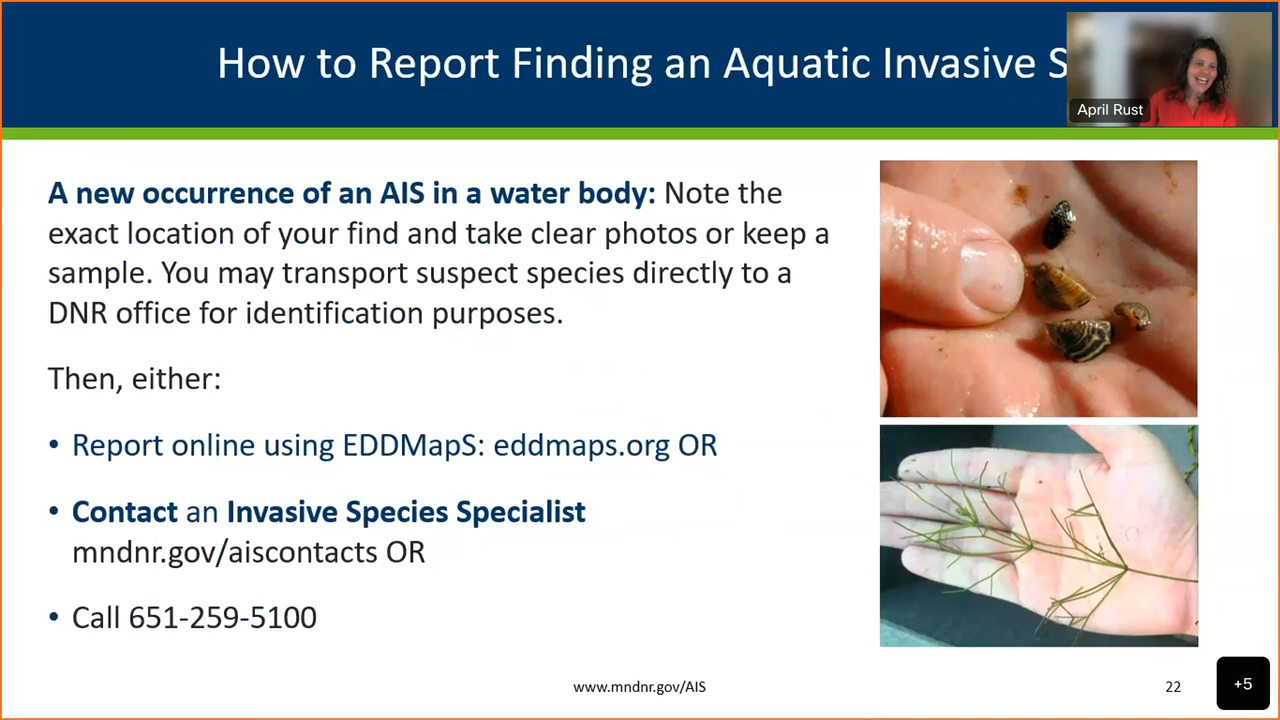 How to Report Finding an Aquatic Invasive S
April Rust
A new occurrence of an AIS in a water body: Note the
exact location of your find and take clear photos or keep a
sample. You may transport suspect species directly to a
DNR office for identification purposes.
Then, either:
• Report online using EDDMapS: eddmaps.org OR
• Contact an Invasive Species Specialist
mndnr.gov/aiscontacts OR
• Call 651-259-5100
www.mndnr.gov/AIS
22
+5